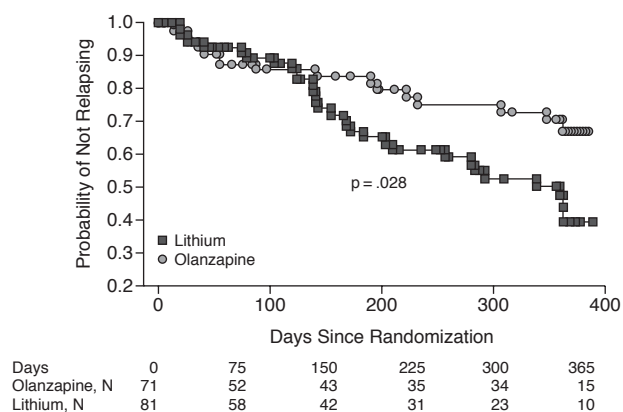 1.0
0.9
0.8
0.7
0.6
0.5
0.4
0.3
0.2
Probability of Not Relapsing
p = .028
Lithium
Olanzapine
0 100 200 300 400
Days Since Randomization
Days 0 75 150 225 300 365
Olanzapine, N 71 52 43 35 34 15
Lithium, N 81 58 42 31 23 10